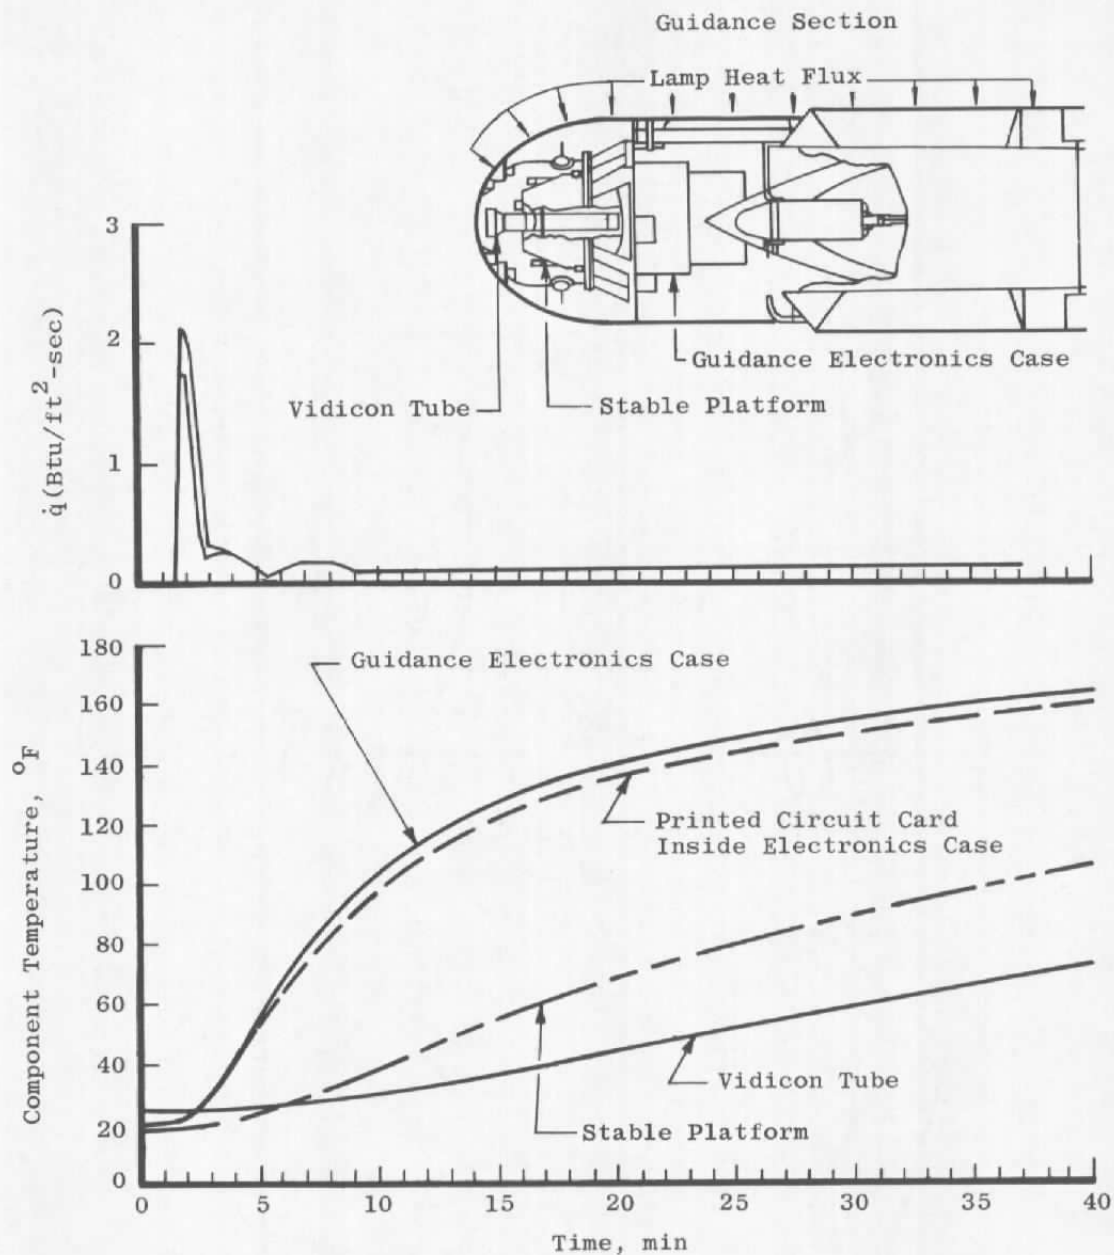 Guidance Section
Lamp Heat Flux
Guidance Electronics Case
Vidicon Tube
Stable Platform
q̇(Btu/ft²-sec)
3
2
1
0
40
180
160
140
120
100
80
60
40
20
0
Component Temperature, °F
Guidance Electronics Case
Printed Circuit Card
Inside Electronics Case
Vidicon Tube
Stable Platform
0 5 10 15 20 25 30 35 40
Time, min